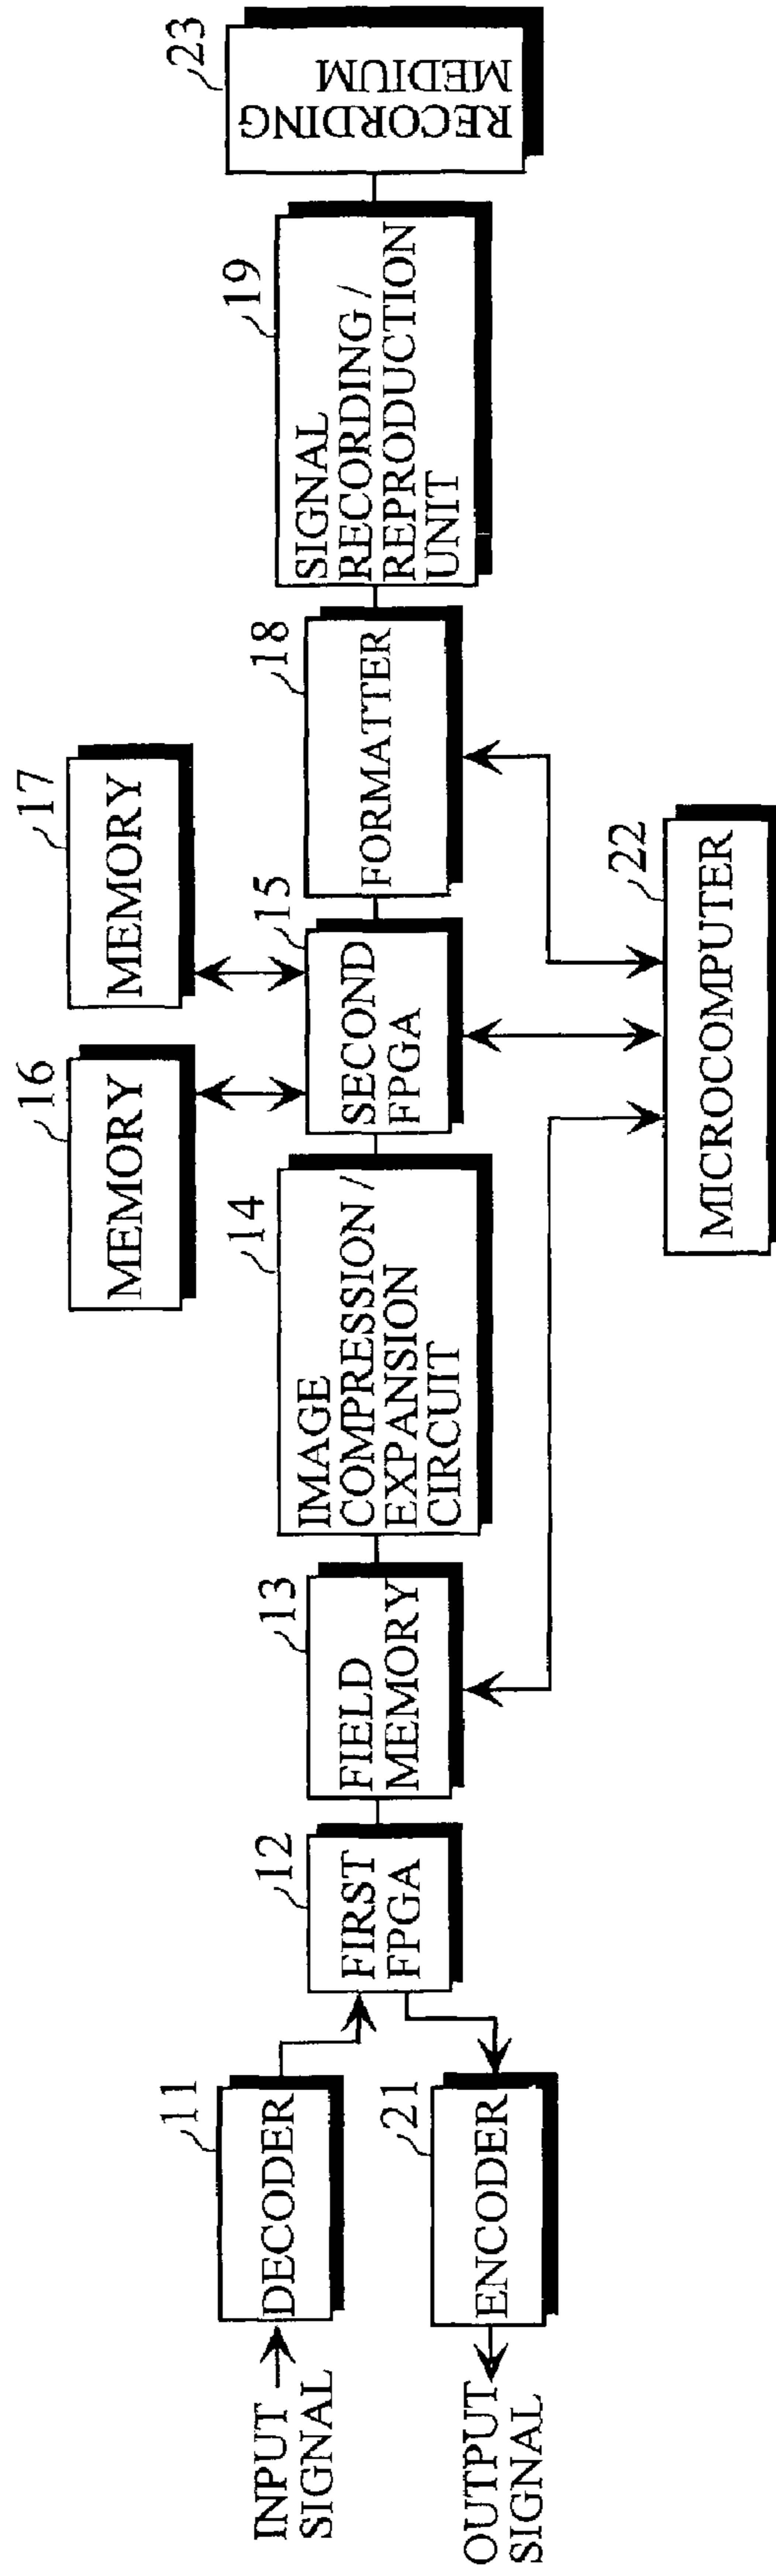 INPUT
SIGNAL
11
DECODER
OUTPUT
SIGNAL
21
ENCODER
12
FIRST
FPGA
13
FIELD
MEMORY
14
IMAGE
COMPRESSION /
EXPANSION
CIRCUIT
16
MEMORY
17
MEMORY
15
SECOND
FPGA
18
FORMATTER
22
MICROCOMPUTER
19
SIGNAL
RECORDING /
REPRODUCTION
UNIT
23
RECORDING
MEDIUM